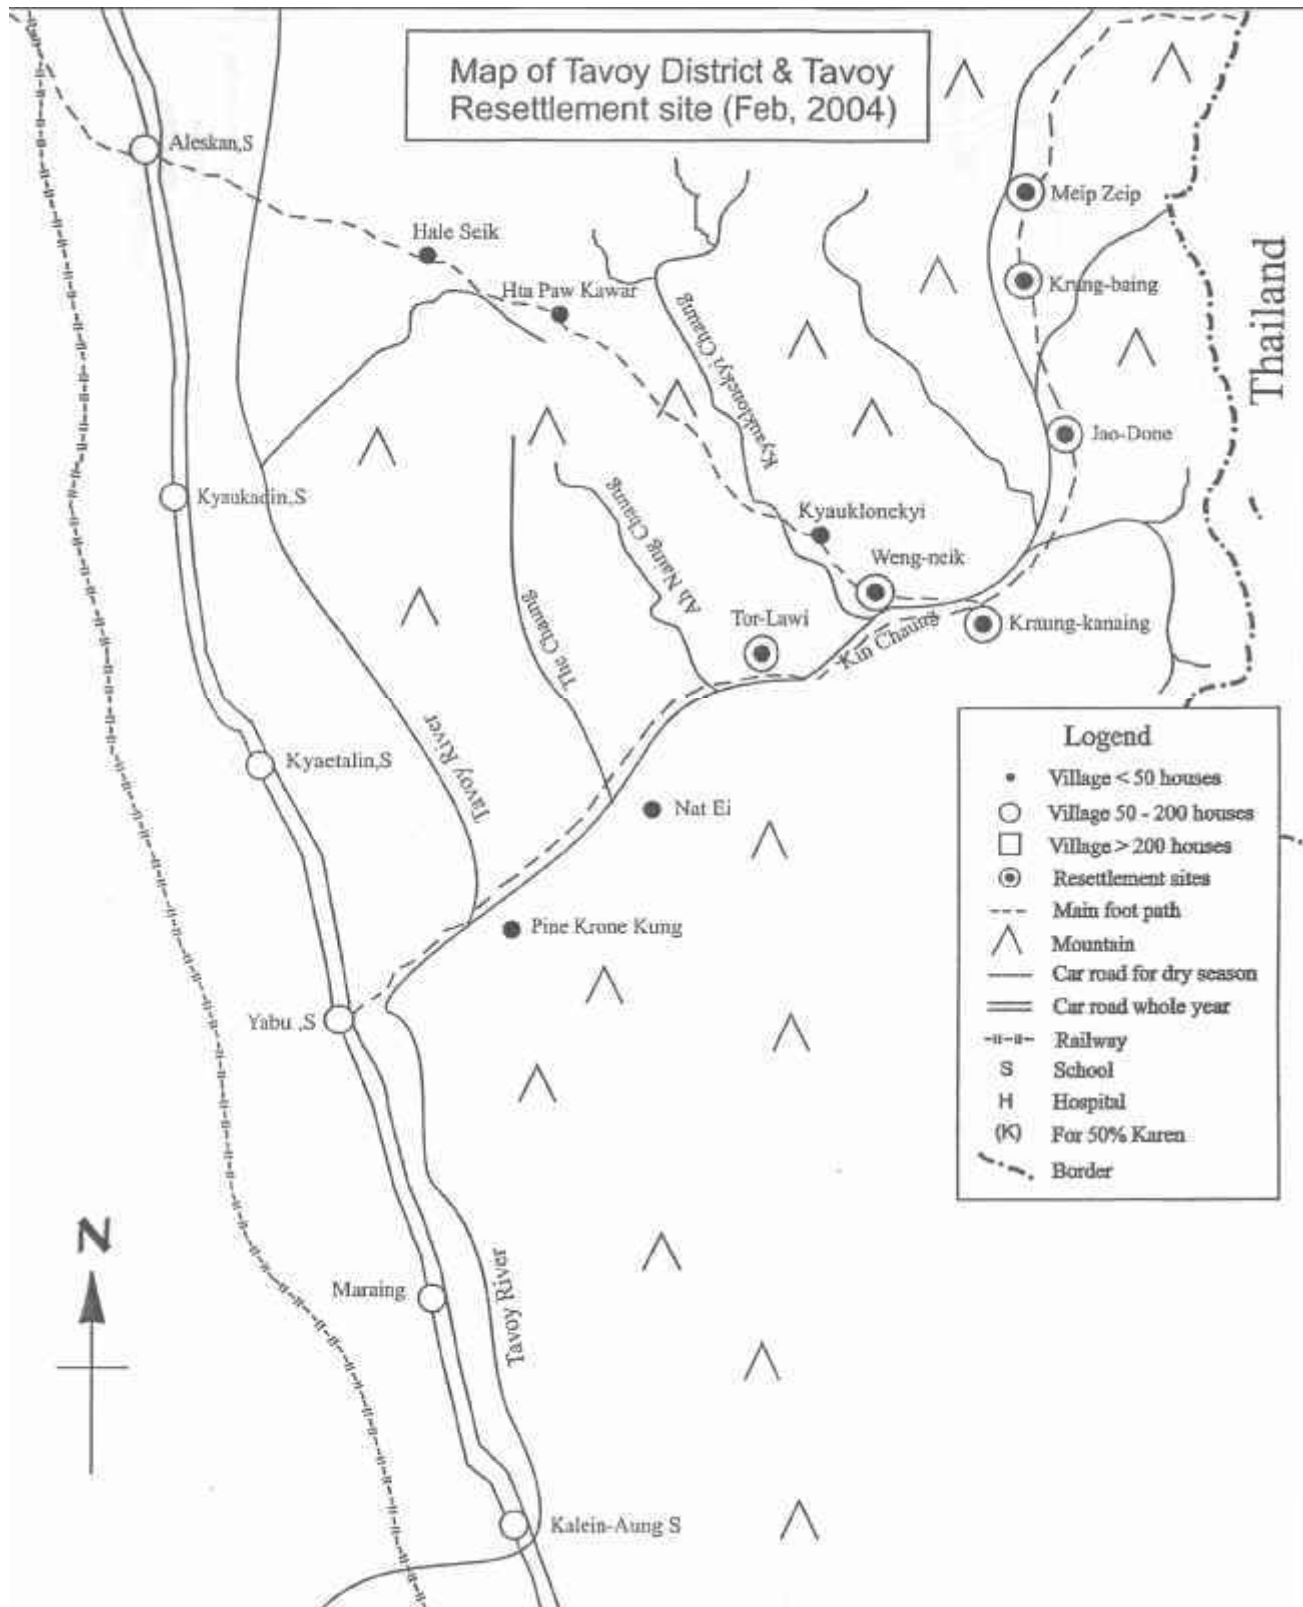 Map of Tavoy District & Tavoy
Resettlement site (Feb, 2004)
Aleskan,S
Meip Zeip
Hale Seik
Thailand
Krung-baing
Hta Paw Kawar
Kyauklonekyi Chaung
Jao-Done
Kyaukadin,S
Kyauklonekyi
Ah Naung Chaung
Weng-neik
The Chaung
Tor-Lawi
Kraung-kanaing
Kin Chaung
Kyaetalin,S
Tavoy River
Nat Ei
Pine Krone Kung
Yabu ,S
Maraing
Tavoy River
Kalein-Aung S
N
Logend
Village < 50 houses
Village 50 - 200 houses
Village > 200 houses
Resettlement sites
Main foot path
Mountain
Car road for dry season
Car road whole year
Railway
S School
H Hospital
(K) For 50% Karen
Border